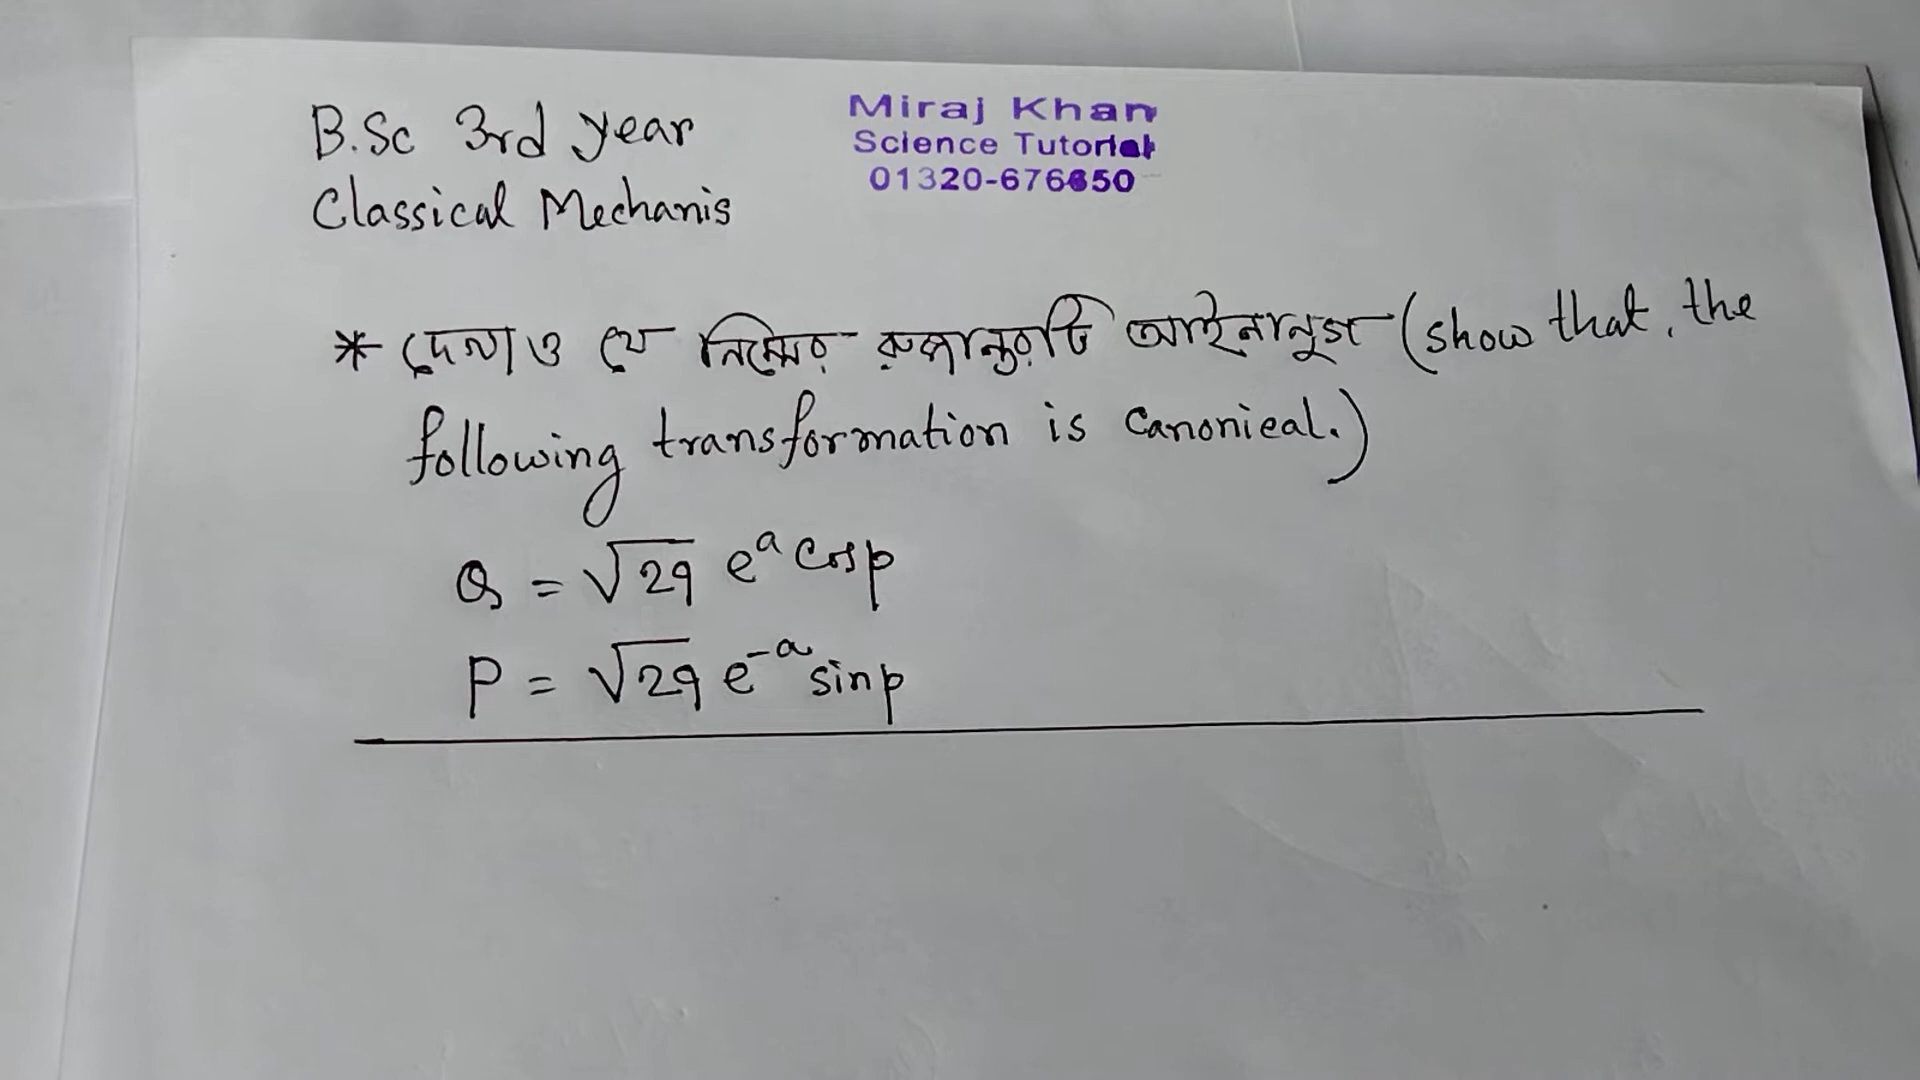 B.Sc 3rd year
Classical Mechanis
Miraj Khan
Science Tutorial
01320-676650
* দেখাও যে নিম্মের রুপান্তরটি আইনানুগ (show that, the
following transformation is canonical.)
Q = √2q e^a cosp
P = √2q e^-a sinp